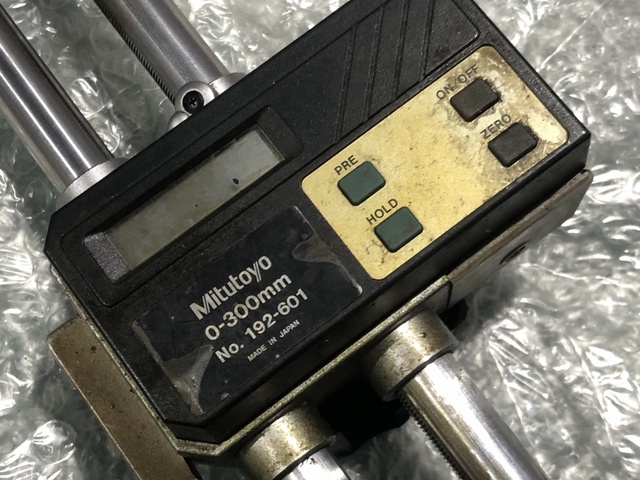 ON/OFF
ZERO
PRE
HOLD
Mitutoyo
0-300mm
No. 192-601
MADE IN JAPAN